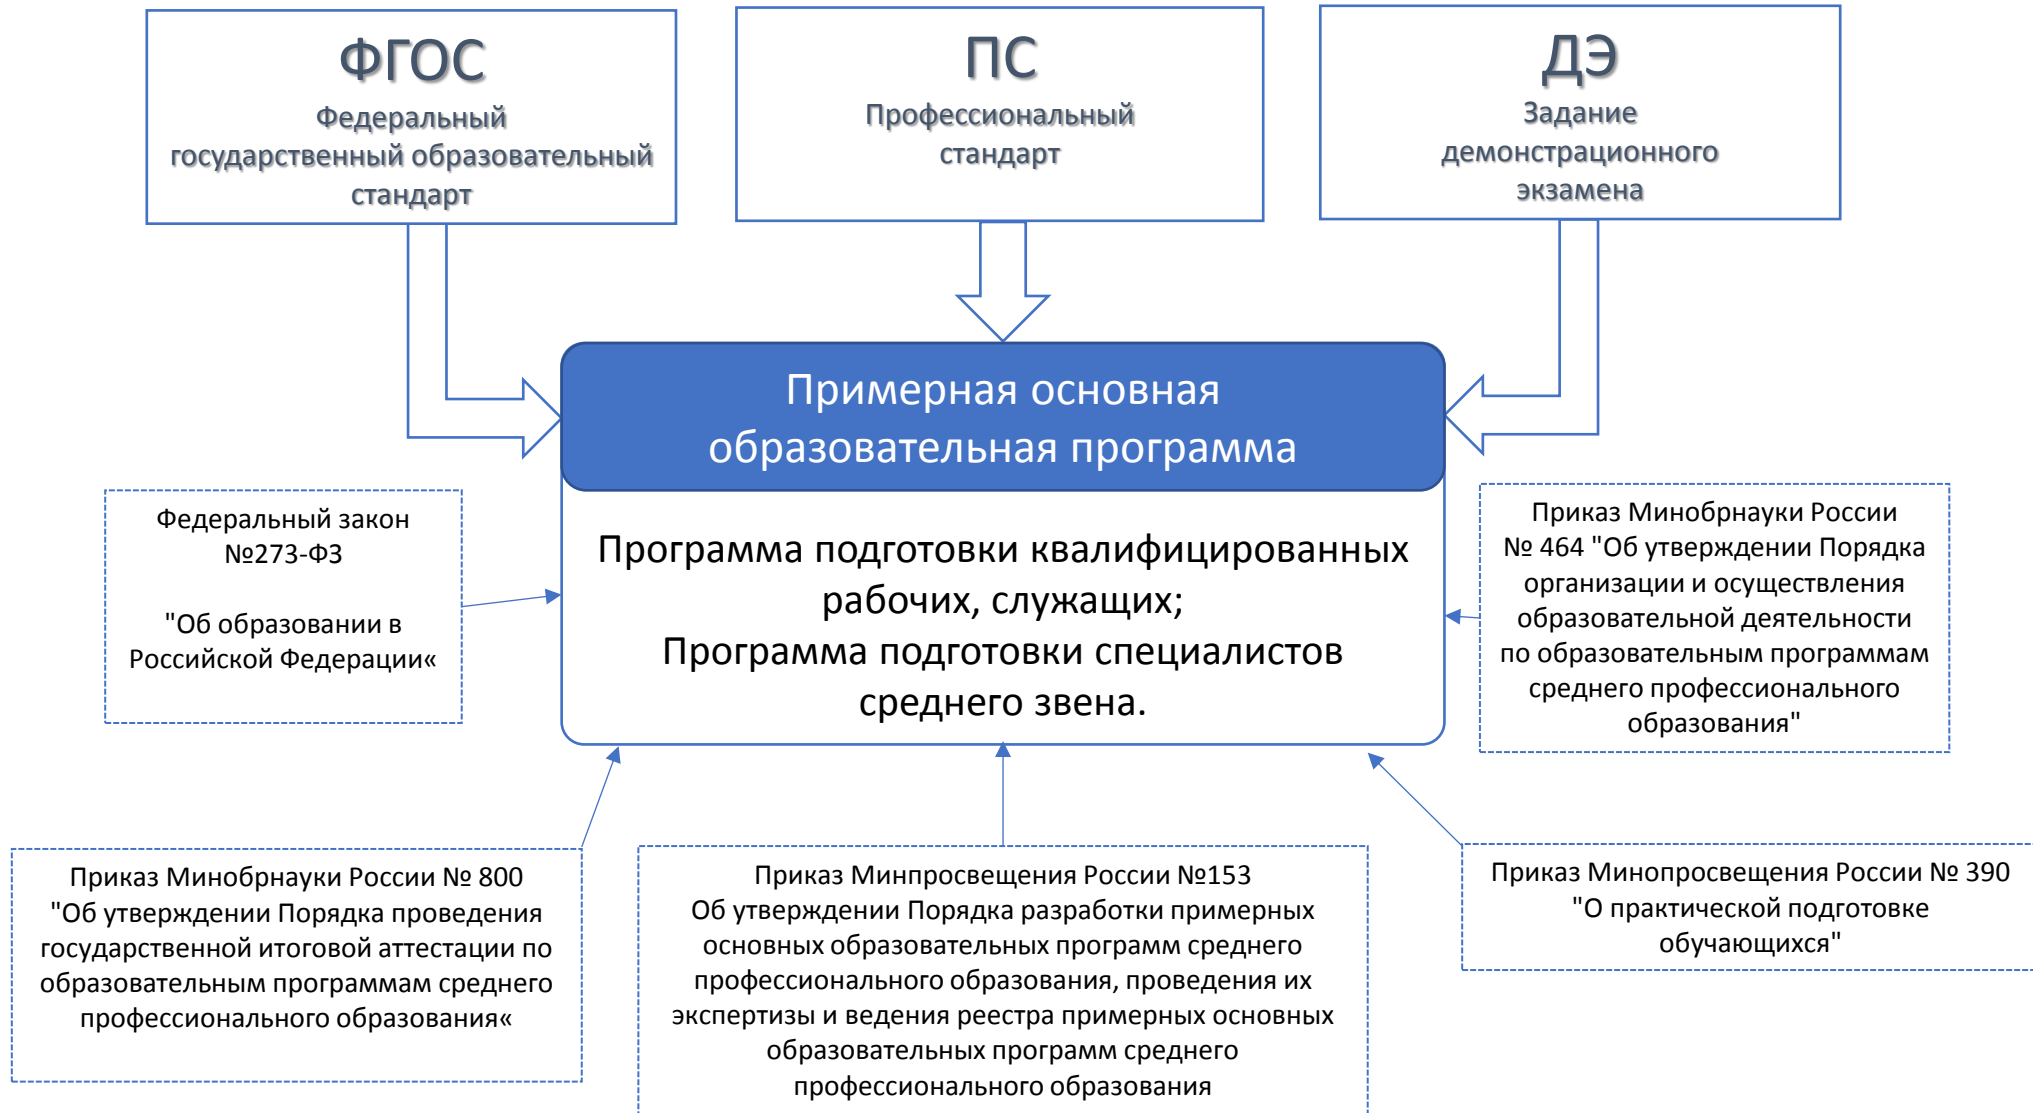 ФГОС
Федеральный
государственный образовательный
стандарт
ПС
Профессиональный
стандарт
ДЭ
Задание
демонстрационного
экзамена
Примерная основная
образовательная программа
Программа подготовки квалифицированных
рабочих, служащих;
Программа подготовки специалистов
среднего звена.
Федеральный закон
№273-ФЗ
"Об образовании в
Российской Федерации«
Приказ Минобрнауки России
№ 464 "Об утверждении Порядка
организации и осуществления
образовательной деятельности
по образовательным программам
среднего профессионального
образования"
Приказ Минобрнауки России № 800
"Об утверждении Порядка проведения
государственной итоговой аттестации по
образовательным программам среднего
профессионального образования«
Приказ Минпросвещения России №153
Об утверждении Порядка разработки примерных
основных образовательных программ среднего
профессионального образования, проведения их
экспертизы и ведения реестра примерных основных
образовательных программ среднего
профессионального образования
Приказ Минопросвещения России № 390
"О практической подготовке
обучающихся"